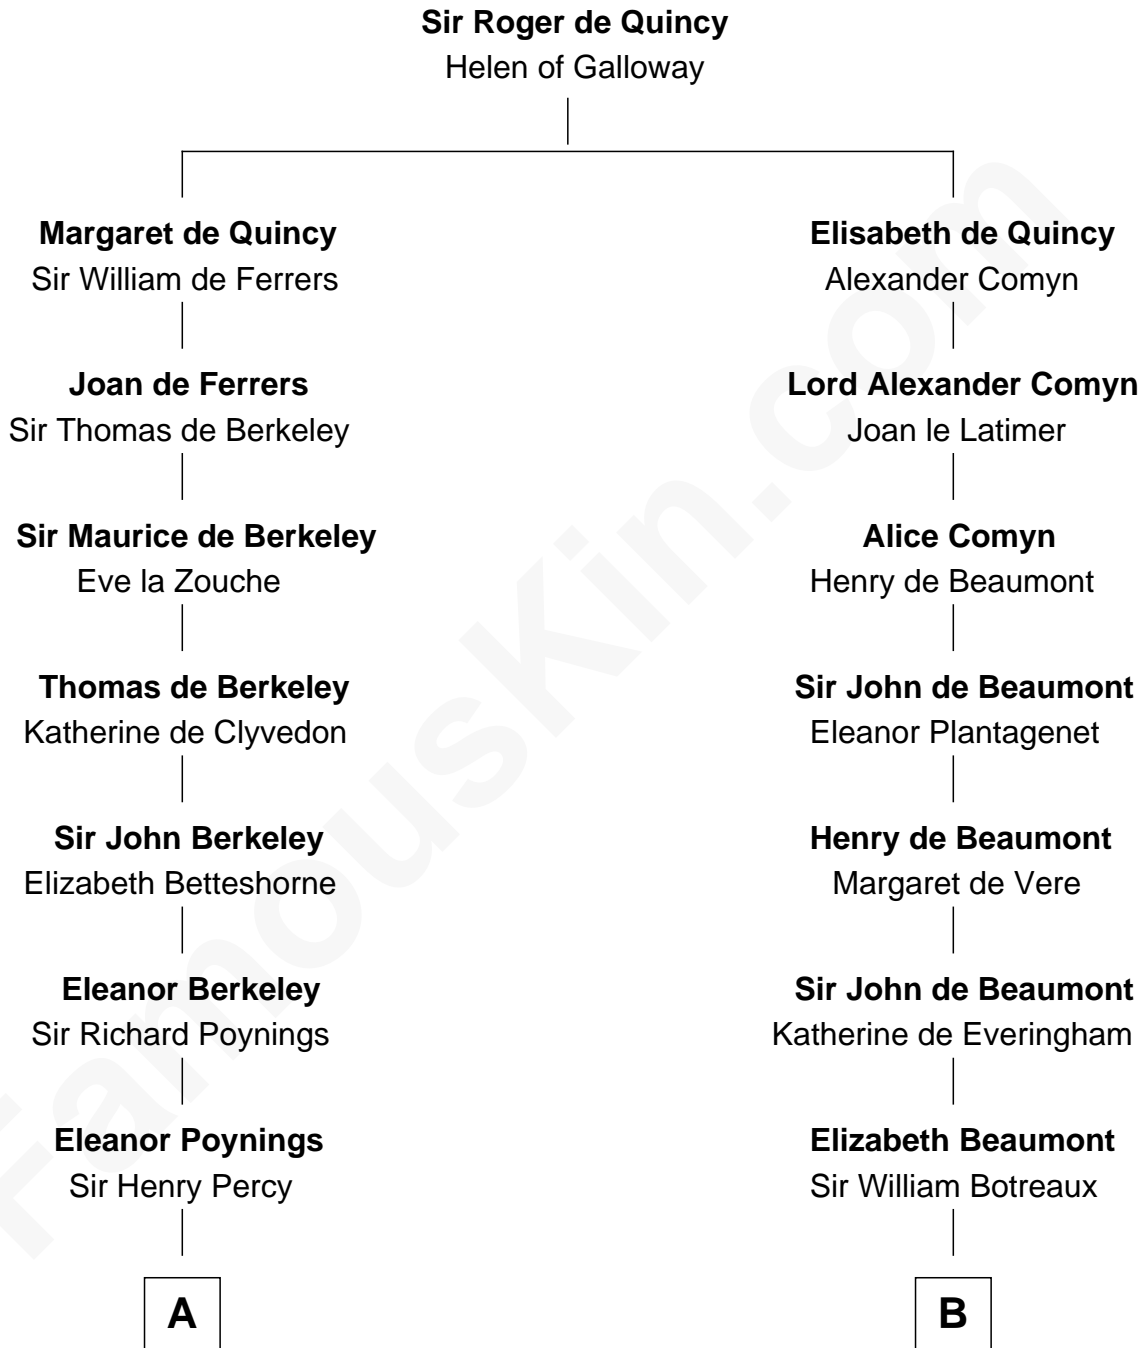 Sir Roger de Quincy
Helen of Galloway
Margaret de Quincy
Sir William de Ferrers
Elisabeth de Quincy
Alexander Comyn
Joan de Ferrers
Sir Thomas de Berkeley
Lord Alexander Comyn
Joan le Latimer
Sir Maurice de Berkeley
Eve la Zouche
Alice Comyn
Henry de Beaumont
Thomas de Berkeley
Katherine de Clyvedon
Sir John de Beaumont
Eleanor Plantagenet
Sir John Berkeley
Elizabeth Betteshorne
Henry de Beaumont
Margaret de Vere
Eleanor Berkeley
Sir Richard Poynings
Sir John de Beaumont
Katherine de Everingham
Eleanor Poynings
Sir Henry Percy
Elizabeth Beaumont
Sir William Botreaux
A
B
FamousKin.com